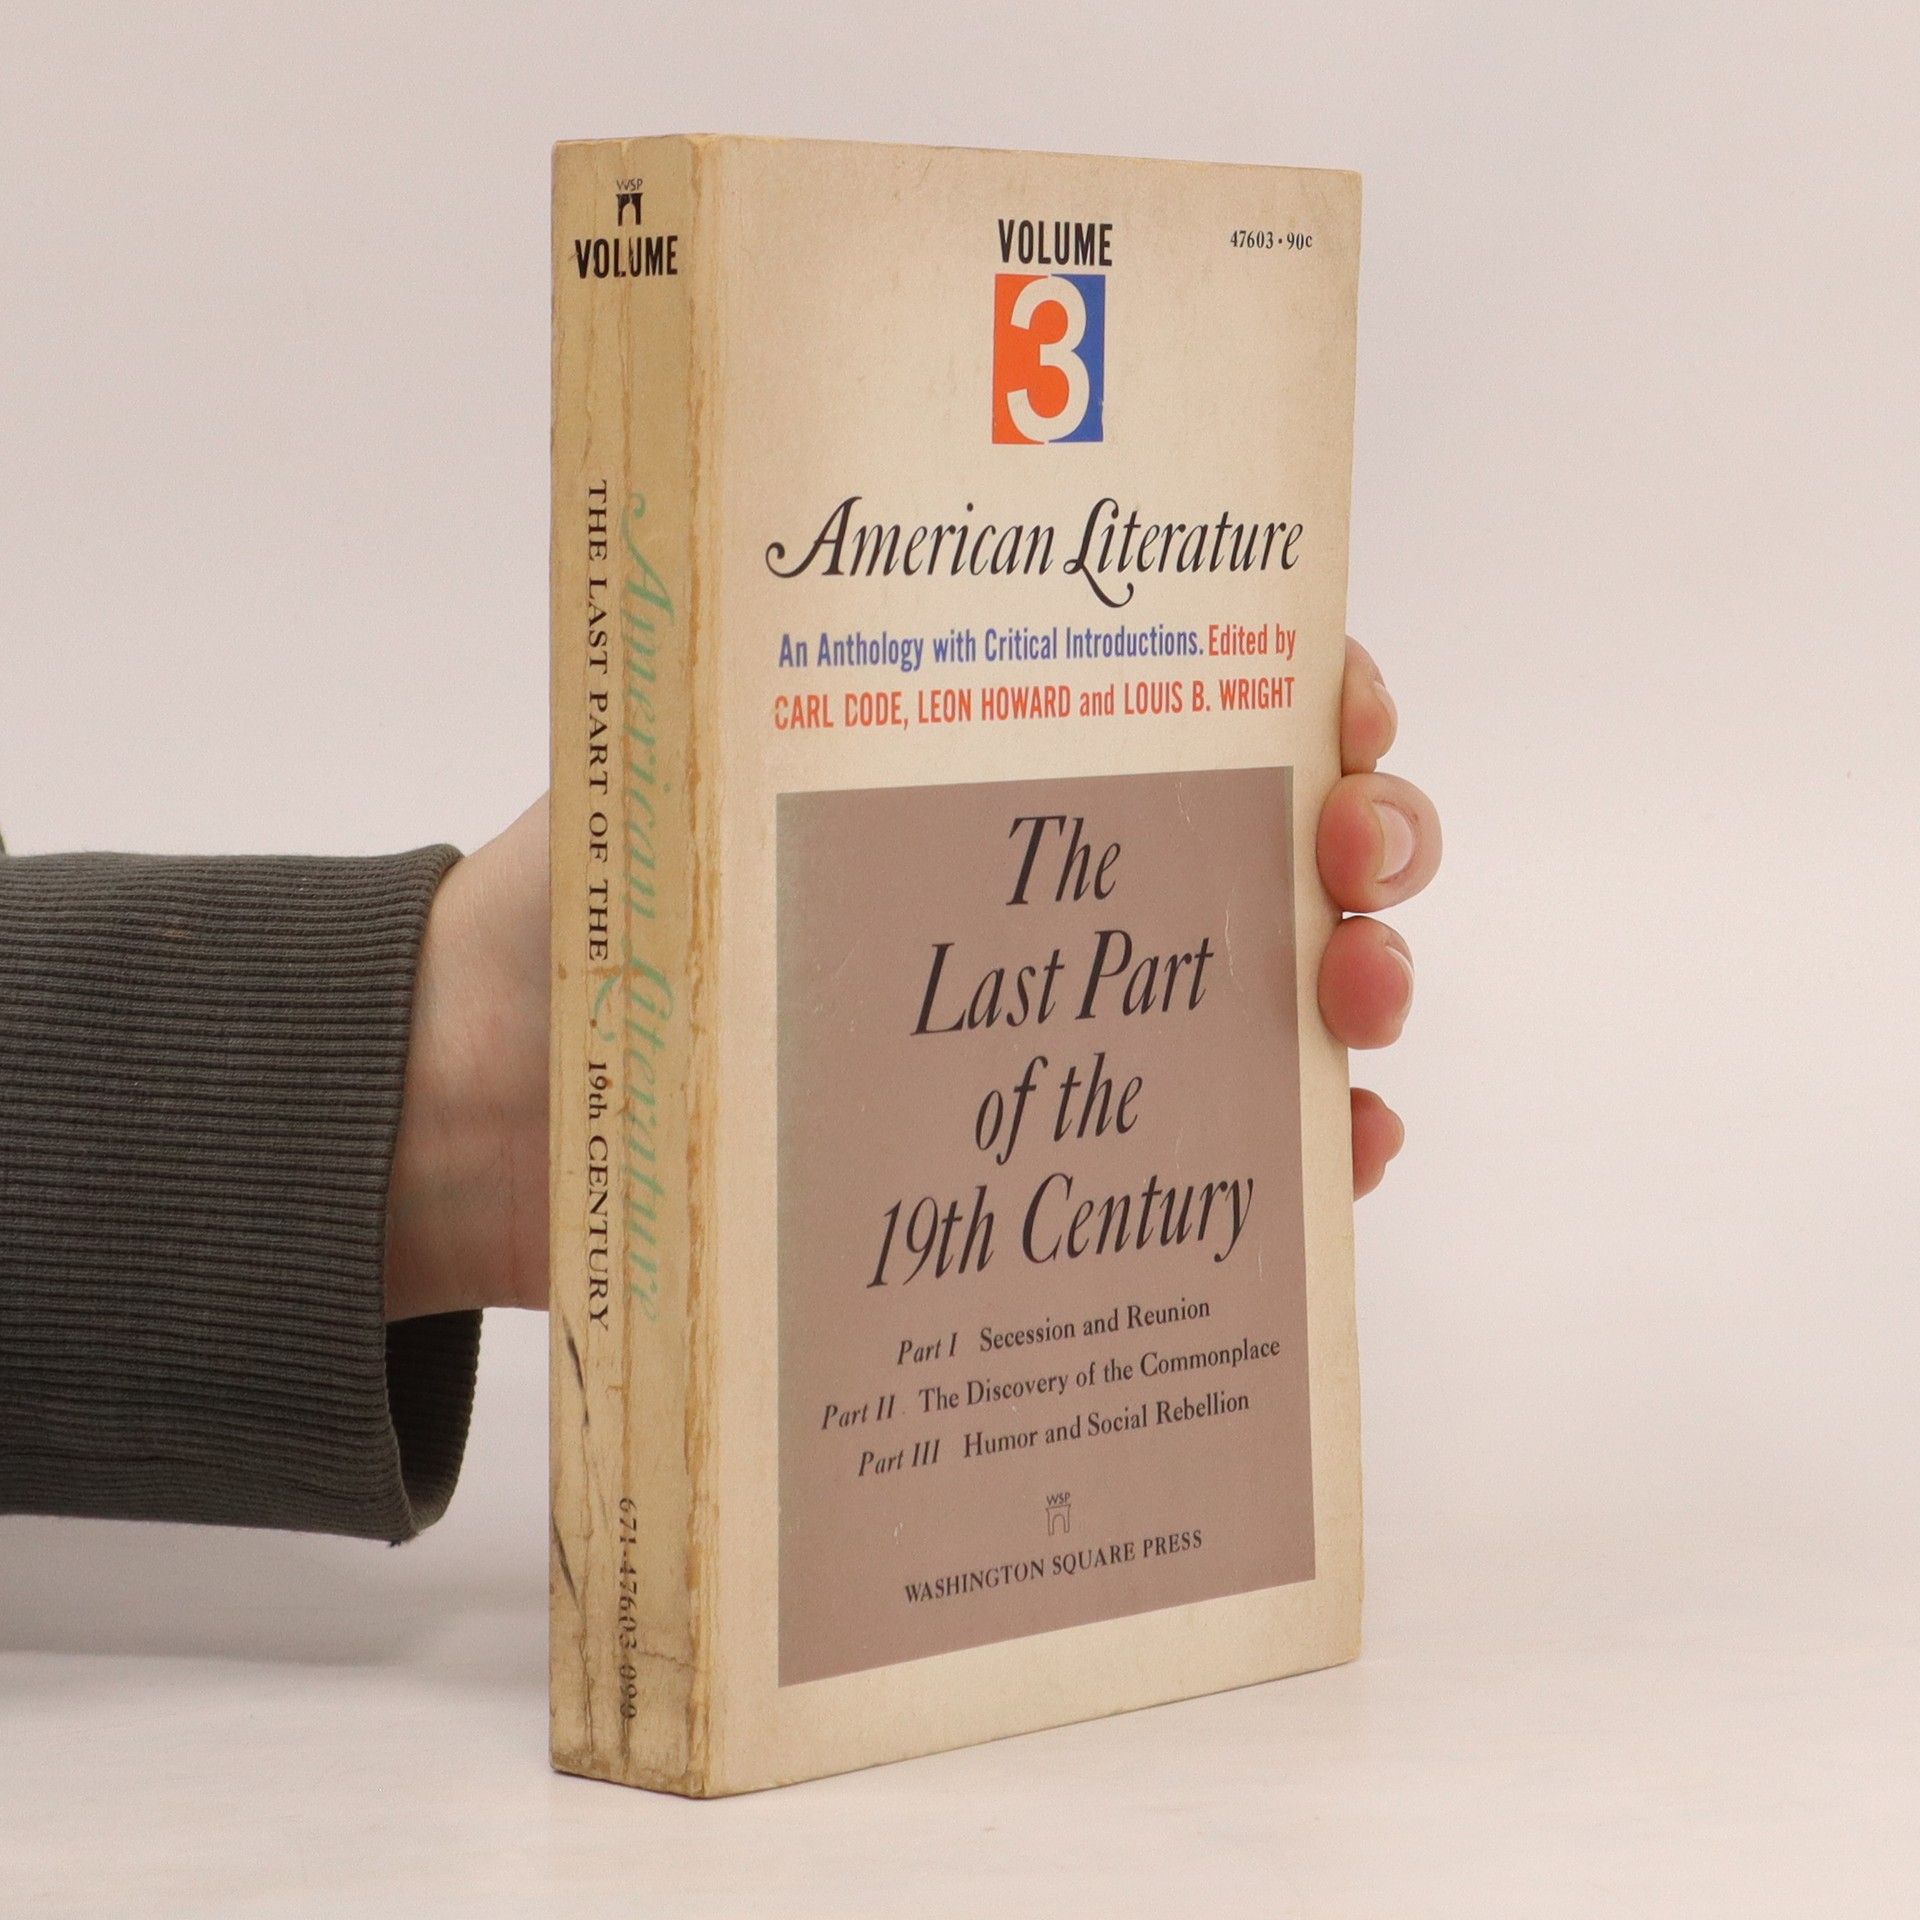 WSP
VOLUME
American Literature
THE LAST PART OF THE 19th CENTURY
671-47603-090
VOLUME
3
47603•90c
American Literature
An Anthology with Critical Introductions. Edited by
CARL DODE, LEON HOWARD and LOUIS B. WRIGHT
The
Last Part
of the
19th Century
Part I Secession and Reunion
Part II The Discovery of the Commonplace
Part III Humor and Social Rebellion
WSP
WASHINGTON SQUARE PRESS